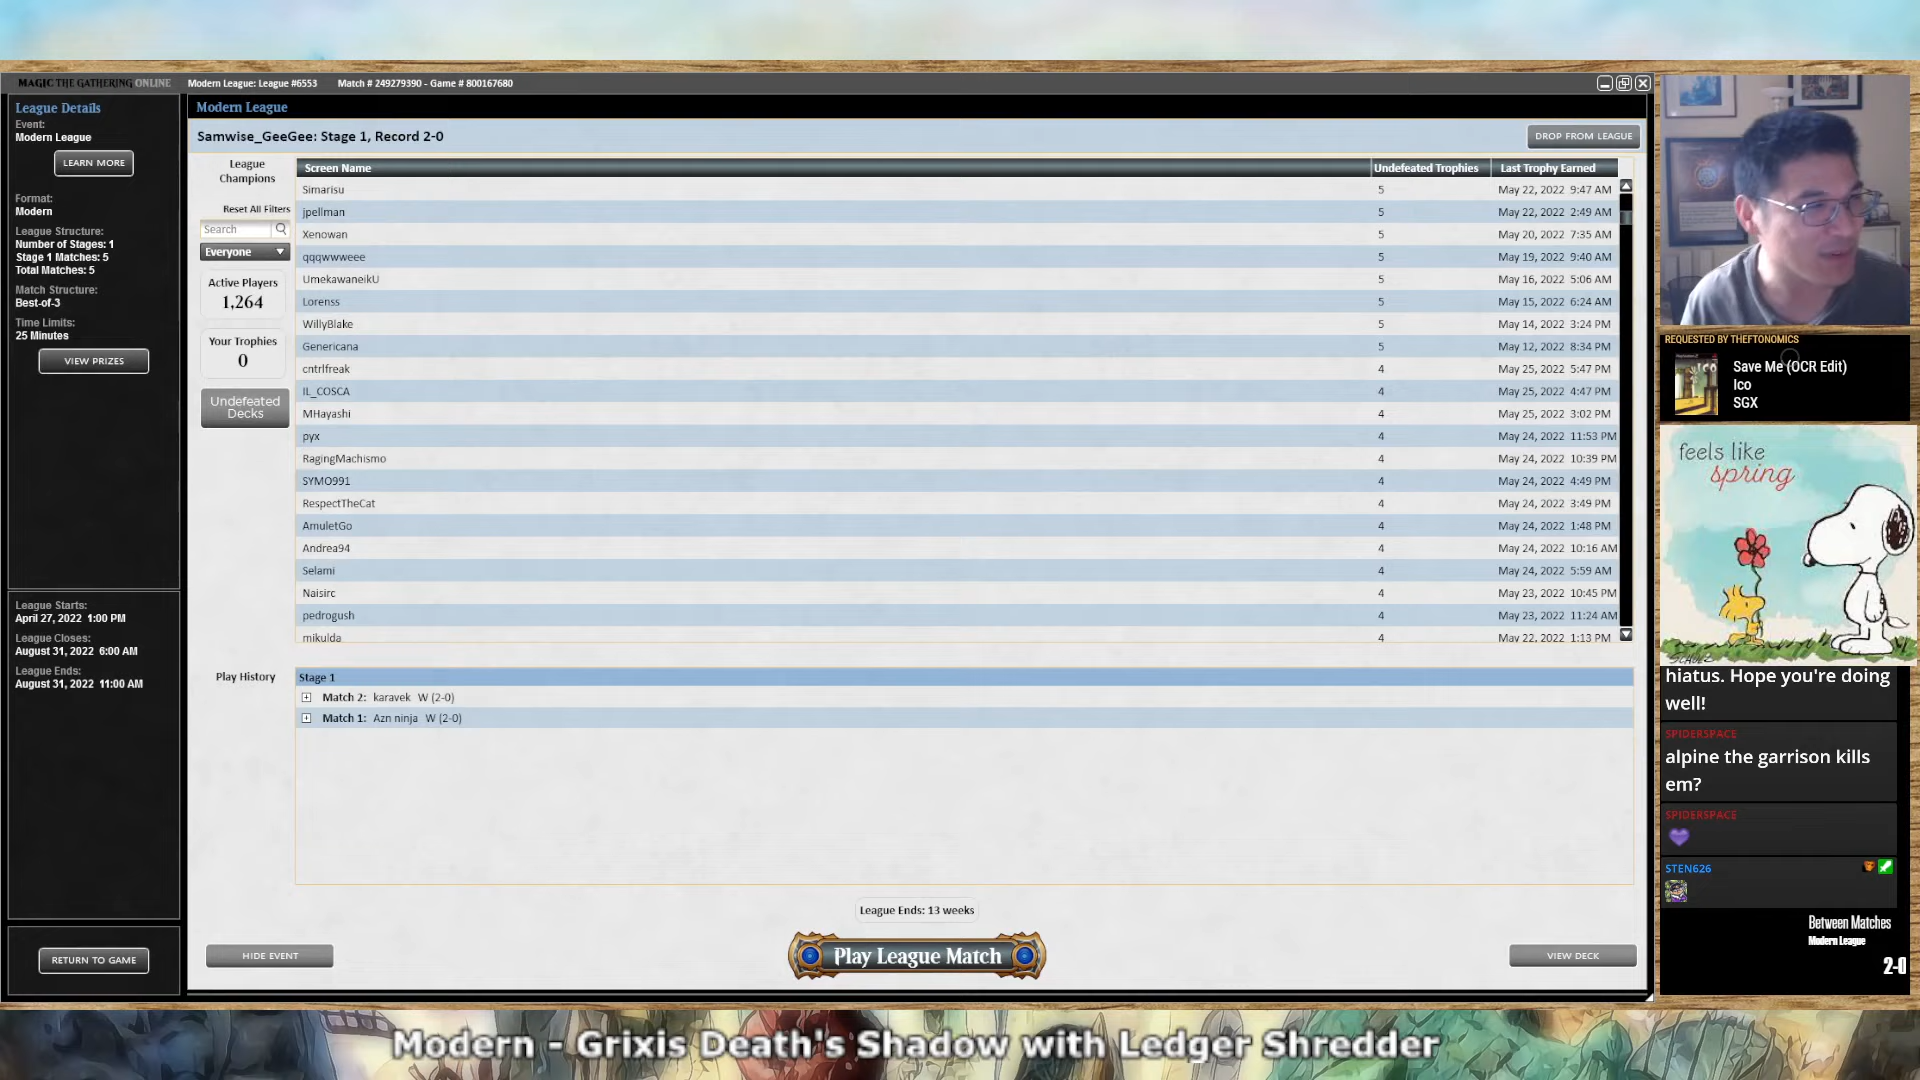 MAGIC THE GATHERING ONLINE
Modern League: League #6553
Match # 249279390 - Game # 800167680
League Details
Event:
Modern League
LEARN MORE
Format:
Modern
League Structure:
Number of Stages: 1
Stage 1 Matches: 5
Total Matches: 5
Match Structure:
Best-of-3
Time Limits:
25 Minutes
VIEW PRIZES
League Starts:
April 27, 2022 1:00 PM
League Closes:
August 31, 2022 6:00 AM
League Ends:
August 31, 2022 11:00 AM
RETURN TO GAME
Modern League
Samwise_GeeGee: Stage 1, Record 2-0
DROP FROM LEAGUE
League
Champions
Reset All Filters
Search
Everyone
Active Players
1,264
Your Trophies
0
Undefeated
Decks
Screen Name Undefeated Trophies Last Trophy Earned
Simarisu 5 May 22, 2022 9:47 AM
jpellman 5 May 22, 2022 2:49 AM
Xenowan 5 May 20, 2022 7:35 AM
qqqwwweee 5 May 19, 2022 9:40 AM
UmekawaneikU 5 May 16, 2022 5:06 AM
Lorenss 5 May 15, 2022 6:24 AM
WillyBlake 5 May 14, 2022 3:24 PM
Genericana 5 May 12, 2022 8:34 PM
cntrlfreak 4 May 25, 2022 5:47 PM
IL_COSCA 4 May 25, 2022 4:47 PM
MHayashi 4 May 25, 2022 3:02 PM
pyx 4 May 24, 2022 11:53 PM
RagingMachismo 4 May 24, 2022 10:39 PM
SYMO991 4 May 24, 2022 4:49 PM
RespectTheCat 4 May 24, 2022 3:49 PM
AmuletGo 4 May 24, 2022 1:48 PM
Andrea94 4 May 24, 2022 10:16 AM
Selami 4 May 24, 2022 5:59 AM
Naisirc 4 May 23, 2022 10:45 PM
pedrogush 4 May 23, 2022 11:24 AM
mikulda 4 May 22, 2022 1:13 PM
Play History
Stage 1
Match 2: karavek W (2-0)
Match 1: Azn ninja W (2-0)
League Ends: 13 weeks
HIDE EVENT
Play League Match
VIEW DECK
REQUESTED BY THEFTONOMICS
Save Me (OCR Edit)
Ico
SGX
feels like
spring
SCHULZ
hiatus. Hope you're doing
well!
SPIDERSPACE
alpine the garrison kills
em?
SPIDERSPACE
STEN626
Between Matches
Modern League
2-0
Modern - Grixis Death's Shadow with Ledger Shredder